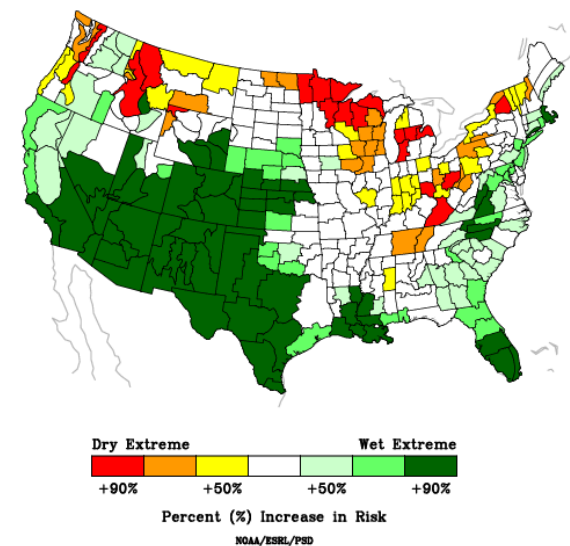 Dry Extreme Wet Extreme
+90% +50% +50% +90%
Percent (%) Increase in Risk
NOAA/ESRL/PSD